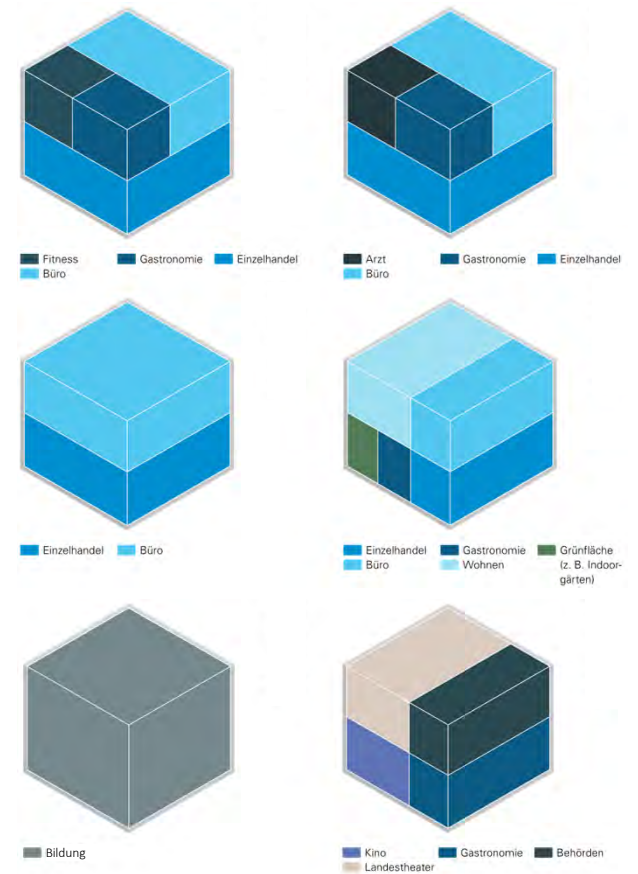 Fitness Gastronomie Einzelhandel
Büro
Arzt Gastronomie Einzelhandel
Büro
Einzelhandel Büro
Einzelhandel Gastronomie Grünfläche
Büro Wohnen (z. B. Indoor-
gärten)
Bildung
Kino Gastronomie Behörden
Landestheater